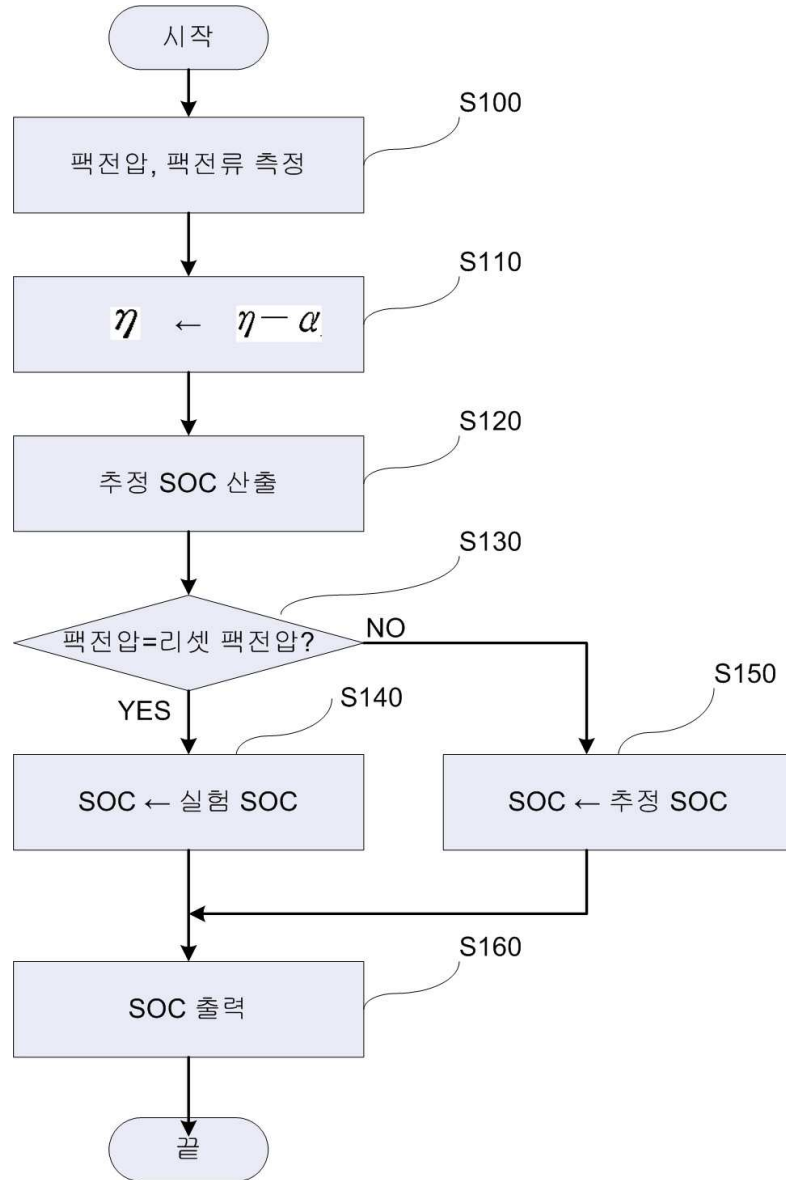 시작
S100
팩전압, 팩전류 측정
S110
η ← η－α
S120
추정 SOC 산출
S130
팩전압=리셋 팩전압?
NO
YES
S140
S150
SOC ← 실험 SOC
SOC ← 추정 SOC
S160
SOC 출력
끝